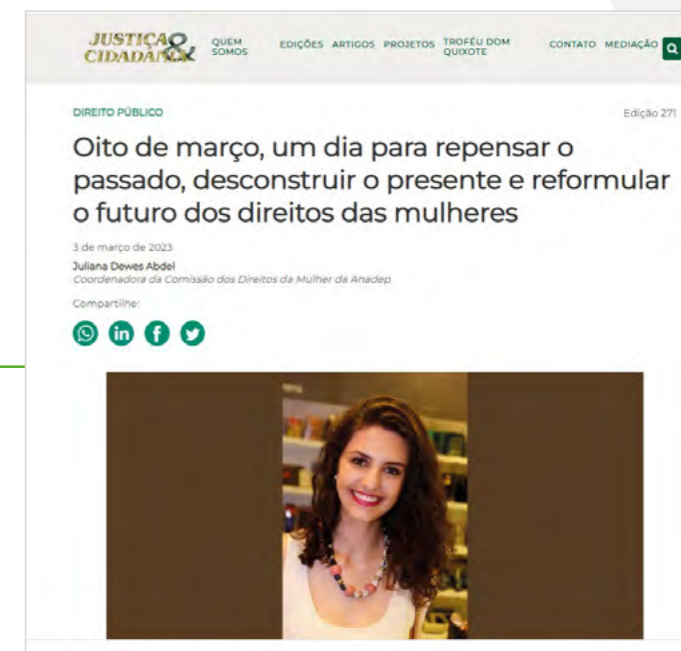 JUSTIÇA &
CIDADANIA
QUEM
SOMOS
EDIÇÕES ARTIGOS PROJETOS TROFÉU DOM
QUIXOTE
CONTATO MEDIAÇÃO
DIREITO PÚBLICO
Edição 271
Oito de março, um dia para repensar o
passado, desconstruir o presente e reformular
o futuro dos direitos das mulheres
3 de março de 2023
Juliana Dewes Abdel
Coordenadora da Comissão dos Direitos da Mulher da Anadep
Compartilhe:
in f